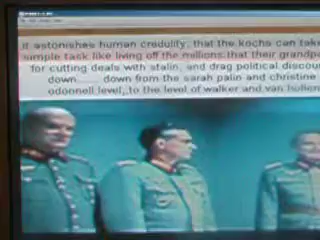 it astonishes human credulity, that the kochs can take
simple task like living off the millions that their grandpa
for cutting deals with stalin, and drag political discou
down........down from the sarah palin and christine
odonnell level, to the level of walker and van hollen